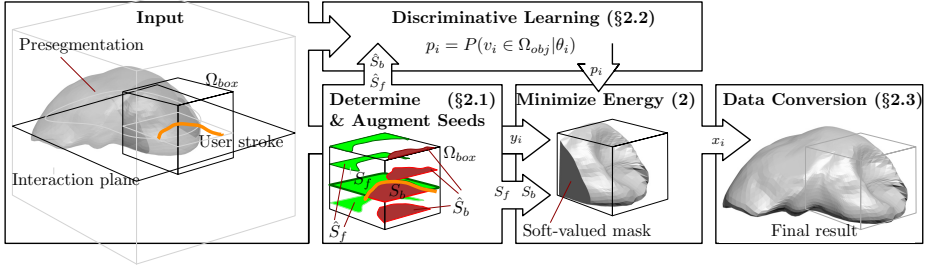 Input
Presegmentation
Ω_box
User stroke
Interaction plane
Discriminative Learning (§2.2)
p_i = P(v_i ∈ Ω_obj|θ_i)
Ŝ_b
Ŝ_f
p_i
Determine (§2.1)
& Augment Seeds
Ω_box
S_f
S_b
Ŝ_b
Ŝ_f
y_i
S_f S_b
Minimize Energy (2)
Soft-valued mask
x_i
Data Conversion (§2.3)
Final result